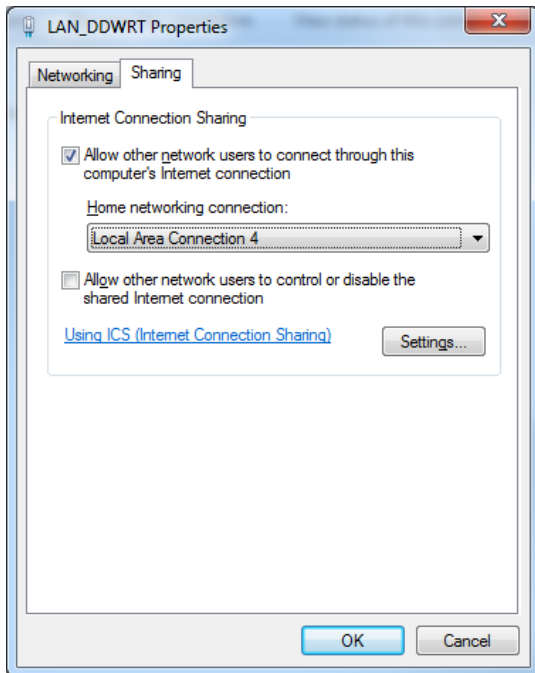 LAN_DDWRT Properties
Networking
Sharing
Internet Connection Sharing
Allow other network users to connect through this
computer's Internet connection
Home networking connection:
Local Area Connection 4
Allow other network users to control or disable the
shared Internet connection
Using ICS (Internet Connection Sharing)
Settings...
OK
Cancel